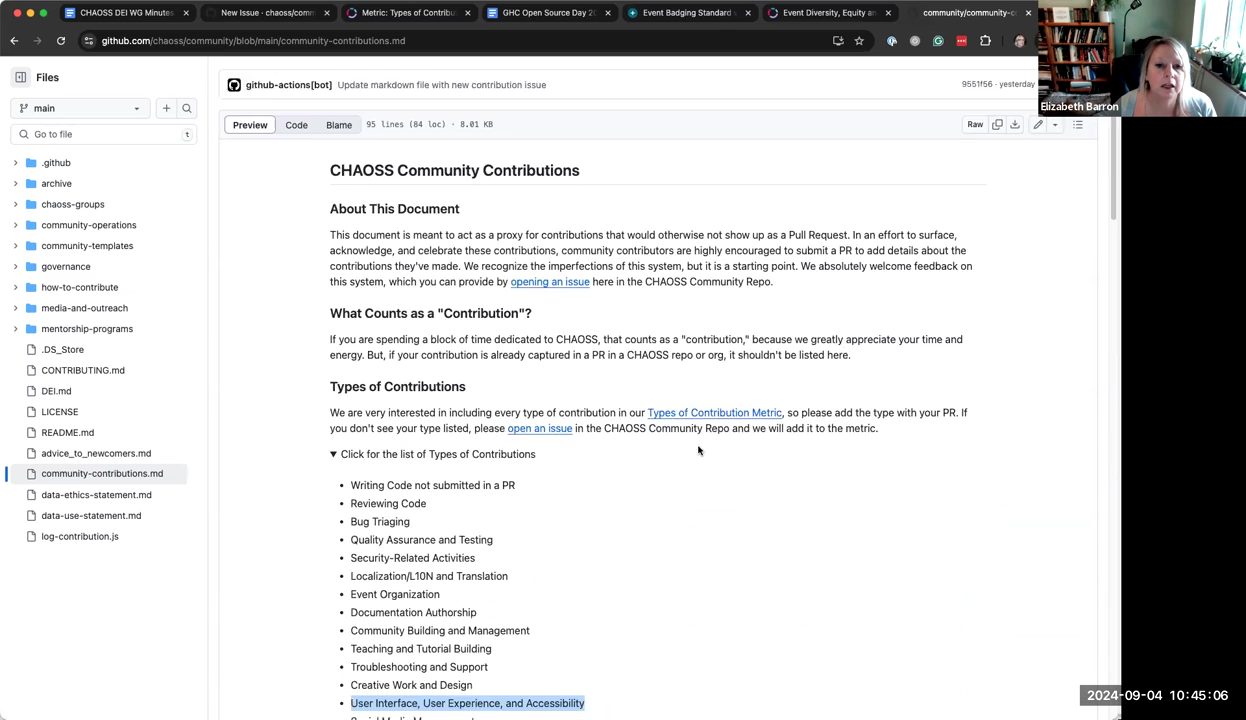 CHAOSS DEI WG Minutes
New Issue · chaoss/comm
Metric: Types of Contribu
GHC Open Source Day 20
Event Badging Standard v
Event Diversity, Equity an
community/community-c
github.com/chaoss/community/blob/main/community-contributions.md
Elizabeth Barron
Files
main
Go to file
t
.github
archive
chaoss-groups
community-operations
community-templates
governance
how-to-contribute
media-and-outreach
mentorship-programs
.DS_Store
CONTRIBUTING.md
DEI.md
LICENSE
README.md
advice_to_newcomers.md
community-contributions.md
data-ethics-statement.md
data-use-statement.md
log-contribution.js
github-actions[bot] Update markdown file with new contribution issue
9551f56 · yesterday
Preview Code Blame 95 lines (84 loc) · 8.01 KB
Raw
CHAOSS Community Contributions
About This Document
This document is meant to act as a proxy for contributions that would otherwise not show up as a Pull Request. In an effort to surface,
acknowledge, and celebrate these contributions, community contributors are highly encouraged to submit a PR to add details about the
contributions they've made. We recognize the imperfections of this system, but it is a starting point. We absolutely welcome feedback on
this system, which you can provide by opening an issue here in the CHAOSS Community Repo.
What Counts as a "Contribution"?
If you are spending a block of time dedicated to CHAOSS, that counts as a "contribution," because we greatly appreciate your time and
energy. But, if your contribution is already captured in a PR in a CHAOSS repo or org, it shouldn't be listed here.
Types of Contributions
We are very interested in including every type of contribution in our Types of Contribution Metric, so please add the type with your PR. If
you don't see your type listed, please open an issue in the CHAOSS Community Repo and we will add it to the metric.
▼ Click for the list of Types of Contributions
• Writing Code not submitted in a PR
• Reviewing Code
• Bug Triaging
• Quality Assurance and Testing
• Security-Related Activities
• Localization/L10N and Translation
• Event Organization
• Documentation Authorship
• Community Building and Management
• Teaching and Tutorial Building
• Troubleshooting and Support
• Creative Work and Design
• User Interface, User Experience, and Accessibility
2024-09-04 10:45:06